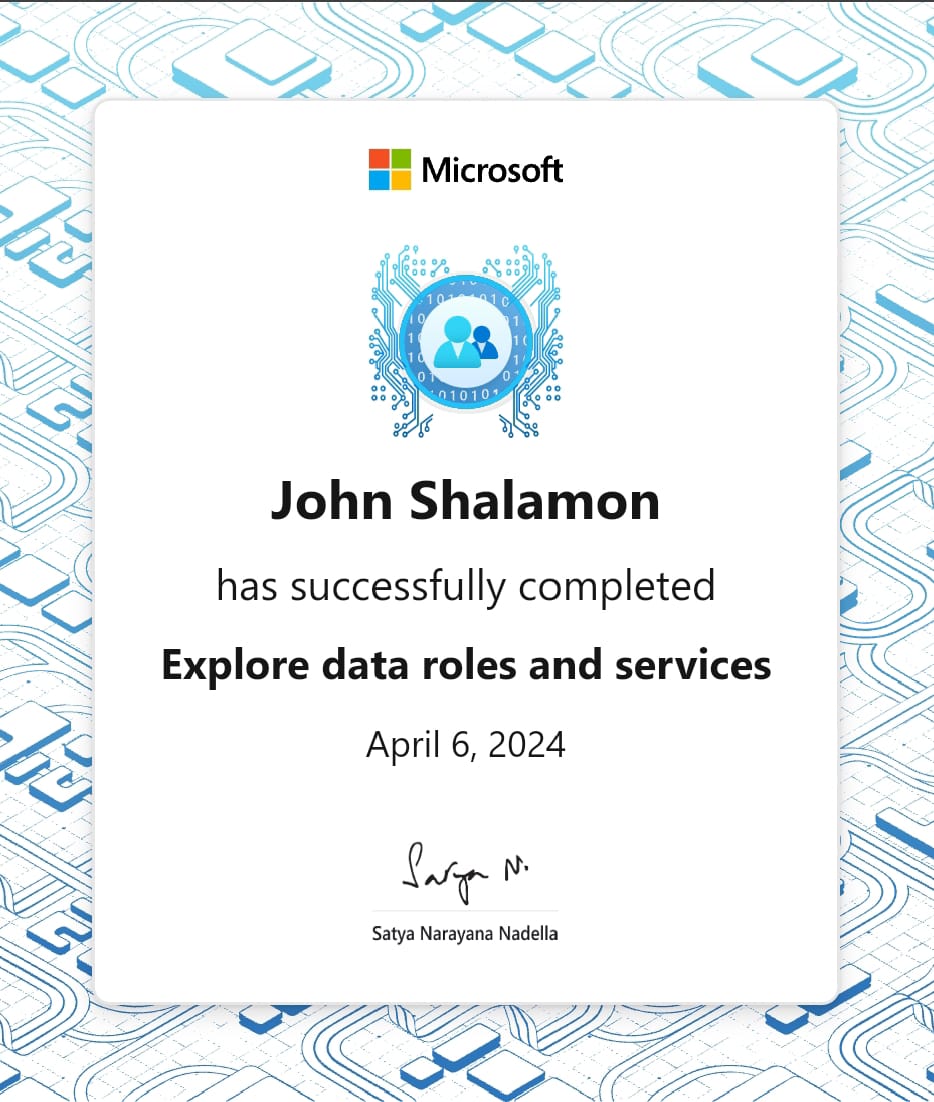 Microsoft
John Shalamon
has successfully completed
Explore data roles and services
April 6, 2024
Satya N.
Satya Narayana Nadella